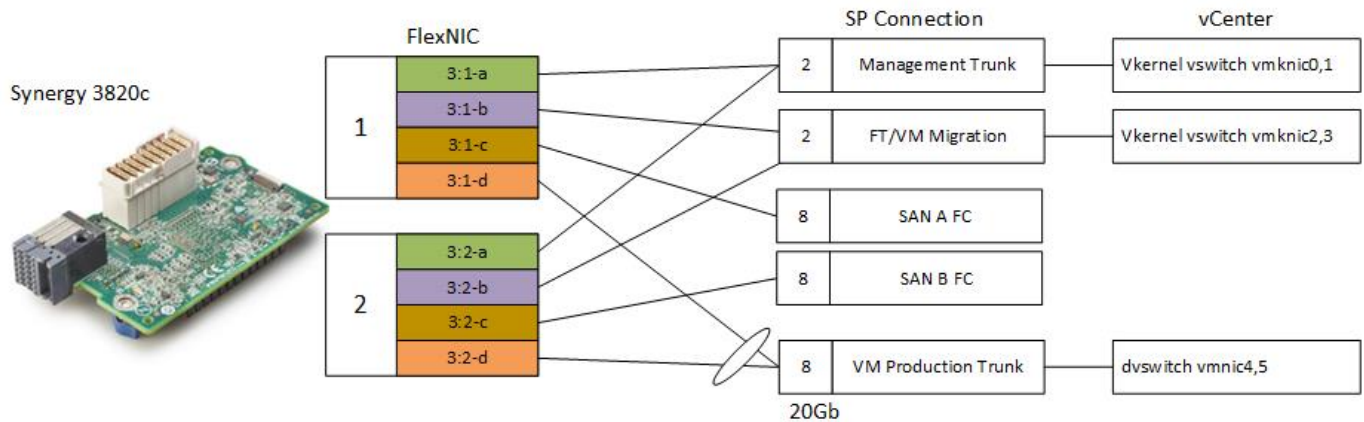 Synergy 3820c
FlexNIC
1
3:1-a
3:1-b
3:1-c
3:1-d
2
3:2-a
3:2-b
3:2-c
3:2-d
SP Connection
2 Management Trunk
2 FT/VM Migration
8 SAN A FC
8 SAN B FC
8 VM Production Trunk
20Gb
vCenter
Vkernel vswitch vmknic0,1
Vkernel vswitch vmknic2,3
dvswitch vmnic4,5